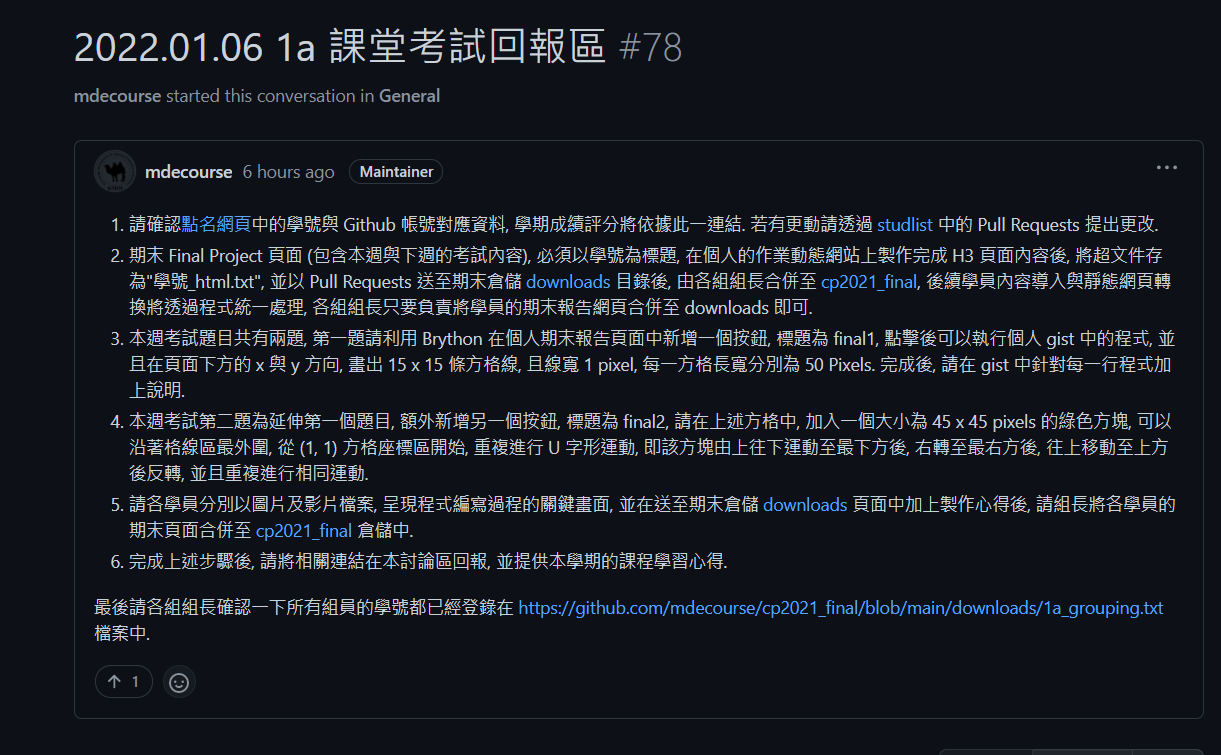 2022.01.06 1a 課堂考試回報區 #78
mdecourse started this conversation in General
mdecourse 6 hours ago Maintainer
1. 請確認點名網頁中的學號與 Github 帳號對應資料, 學期成績評分將依據此一連結. 若有更動請透過 studlist 中的 Pull Requests 提出更改.
2. 期末 Final Project 頁面 (包含本週與下週的考試內容), 必須以學號為標題, 在個人的作業動態網站上製作完成 H3 頁面內容後, 將超文件存
為"學號_html.txt", 並以 Pull Requests 送至期末倉儲 downloads 目錄後, 由各組組長合併至 cp2021_final, 後續學員內容導入與靜態網頁轉
換將透過程式統一處理, 各組組長只要負責將學員的期末報告網頁合併至 downloads 即可.
3. 本週考試題目共有兩題, 第一題請利用 Brython 在個人期末報告頁面中新增一個按鈕, 標題為 final1, 點擊後可以執行個人 gist 中的程式, 並
且在頁面下方的 x 與 y 方向, 畫出 15 x 15 條方格線, 且線寬 1 pixel, 每一方格長寬分別為 50 Pixels. 完成後, 請在 gist 中針對每一行程式加
上說明.
4. 本週考試第二題為延伸第一個題目, 額外新增另一個按鈕, 標題為 final2, 請在上述方格中, 加入一個大小為 45 x 45 pixels 的綠色方塊, 可以
沿著格線區最外圍, 從 (1, 1) 方格座標區開始, 重複進行 U 字形運動, 即該方塊由上往下運動至最下方後, 右轉至最右方後, 往上移動至上方
後反轉, 並且重複進行相同運動.
5. 請各學員分別以圖片及影片檔案, 呈現程式編寫過程的關鍵畫面, 並在送至期末倉儲 downloads 頁面中加上製作心得後, 請組長將各學員的
期末頁面合併至 cp2021_final 倉儲中.
6. 完成上述步驟後, 請將相關連結在本討論區回報, 並提供本學期的課程學習心得.
最後請各組組長確認一下所有組員的學號都已經登錄在 https://github.com/mdecourse/cp2021_final/blob/main/downloads/1a_grouping.txt
檔案中.
1